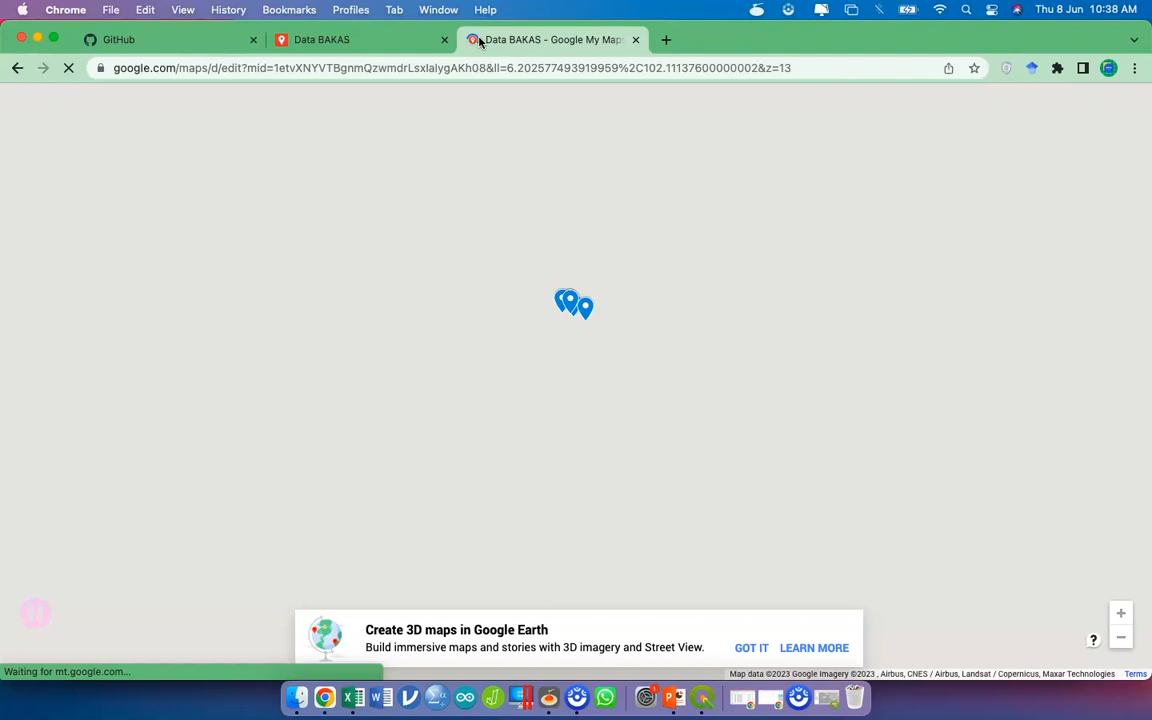 Chrome File Edit View History Bookmarks Profiles Tab Window Help Thu 8 Jun 10:38 AM
GitHub Data BAKAS Data BAKAS - Google My Maps
google.com/maps/d/edit?mid=1etvXNYVTBgnmQzwmdrLsxlalygAKh08&ll=6.202577493919959%2C102.11137600000002&z=13
Create 3D maps in Google Earth
Build immersive maps and stories with 3D imagery and Street View. GOT IT LEARN MORE
Waiting for mt.google.com...
Map data ©2023 Google Imagery ©2023 , Airbus, CNES / Airbus, Landsat / Copernicus, Maxar Technologies Terms